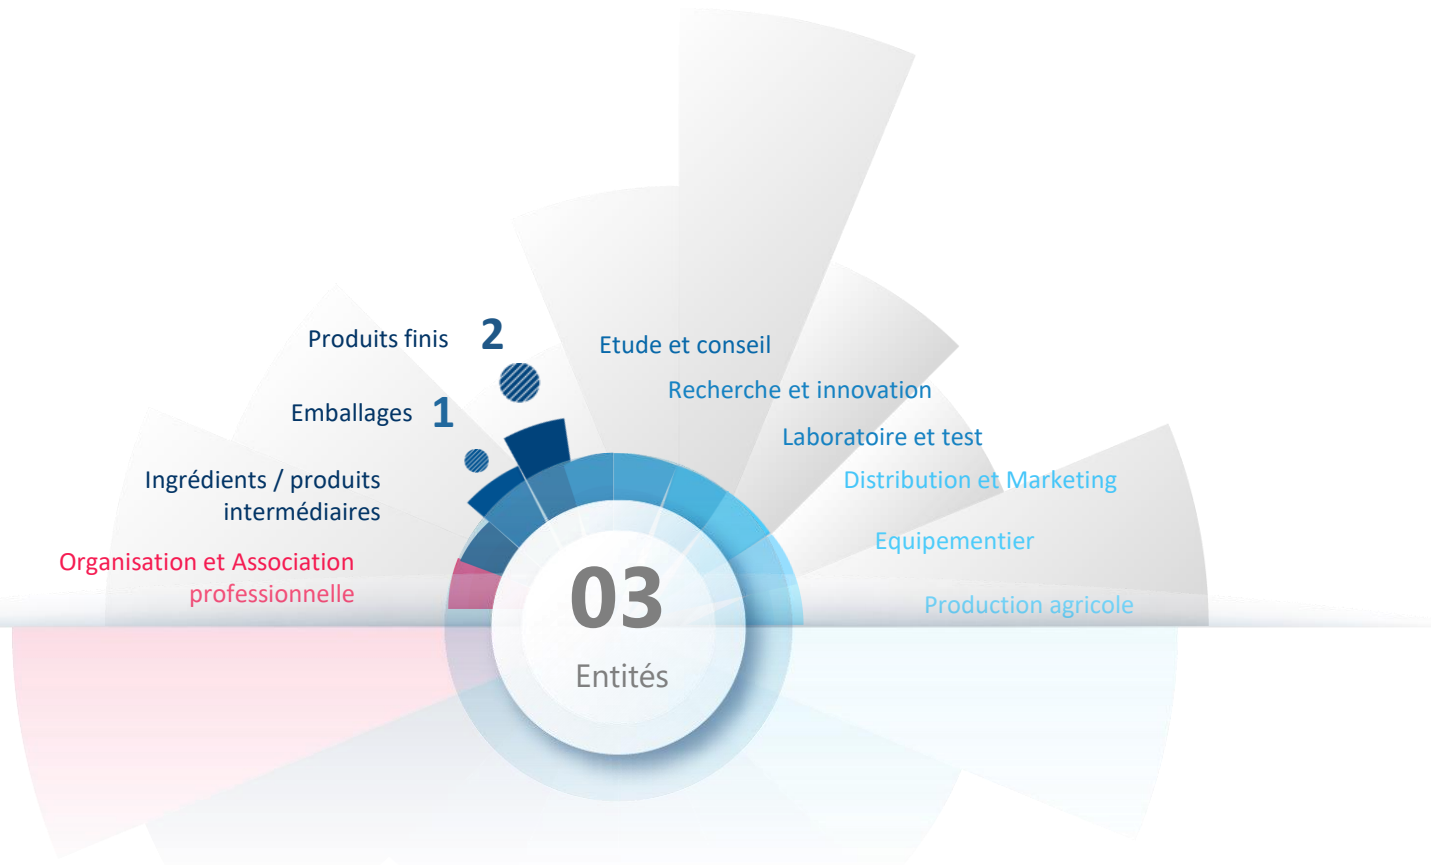 Produits finis 2
Emballages 1
Ingrédients / produits
intermédiaires
Organisation et Association
professionnelle
Etude et conseil
Recherche et innovation
Laboratoire et test
Distribution et Marketing
Equipementier
Production agricole
03
Entités